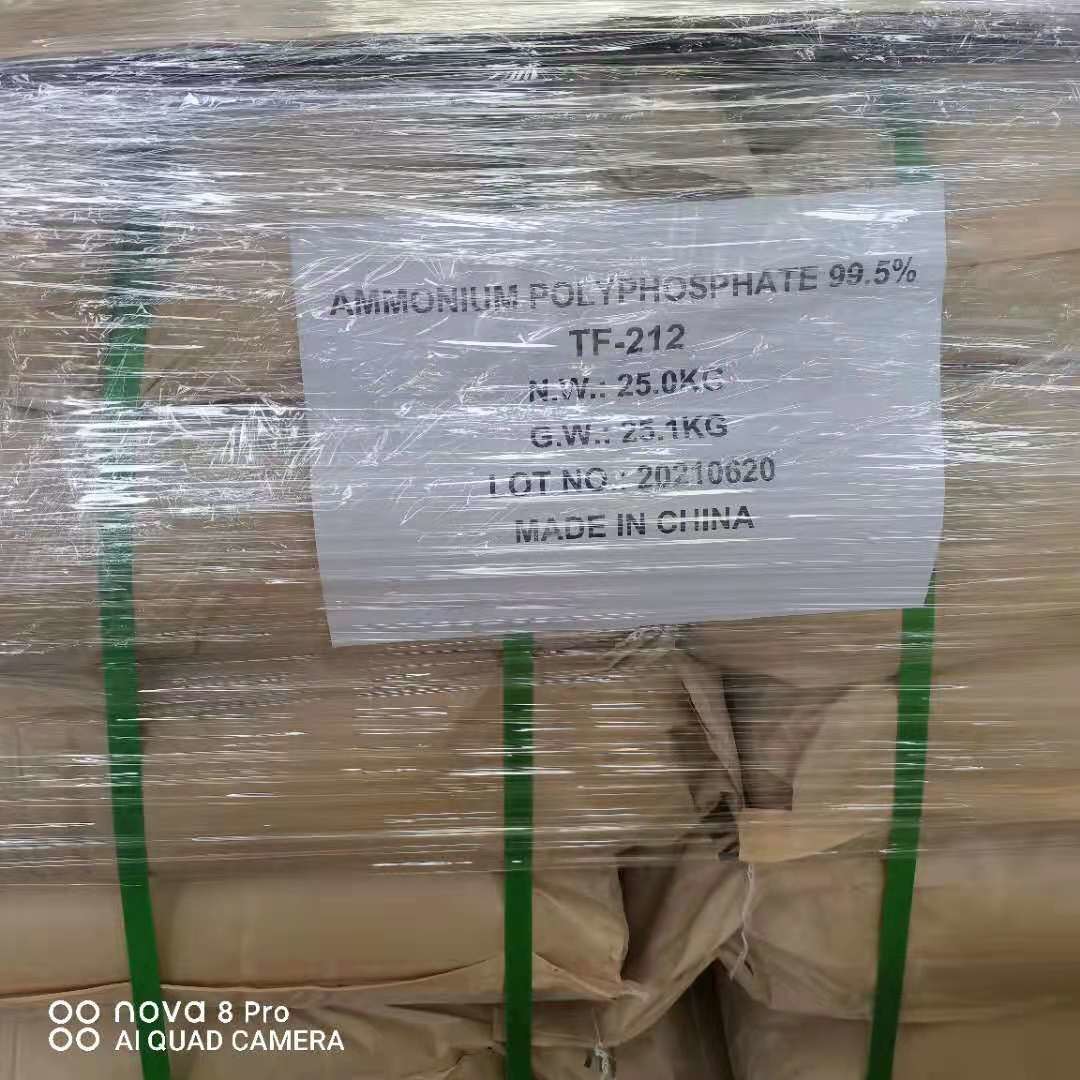 AMMONIUM POLYPHOSPHATE 99.5%
TF-212
N.W.: 25.0KG
G.W.: 25.1KG
LOT NO.: 20210620
MADE IN CHINA
nova 8 Pro
AI QUAD CAMERA